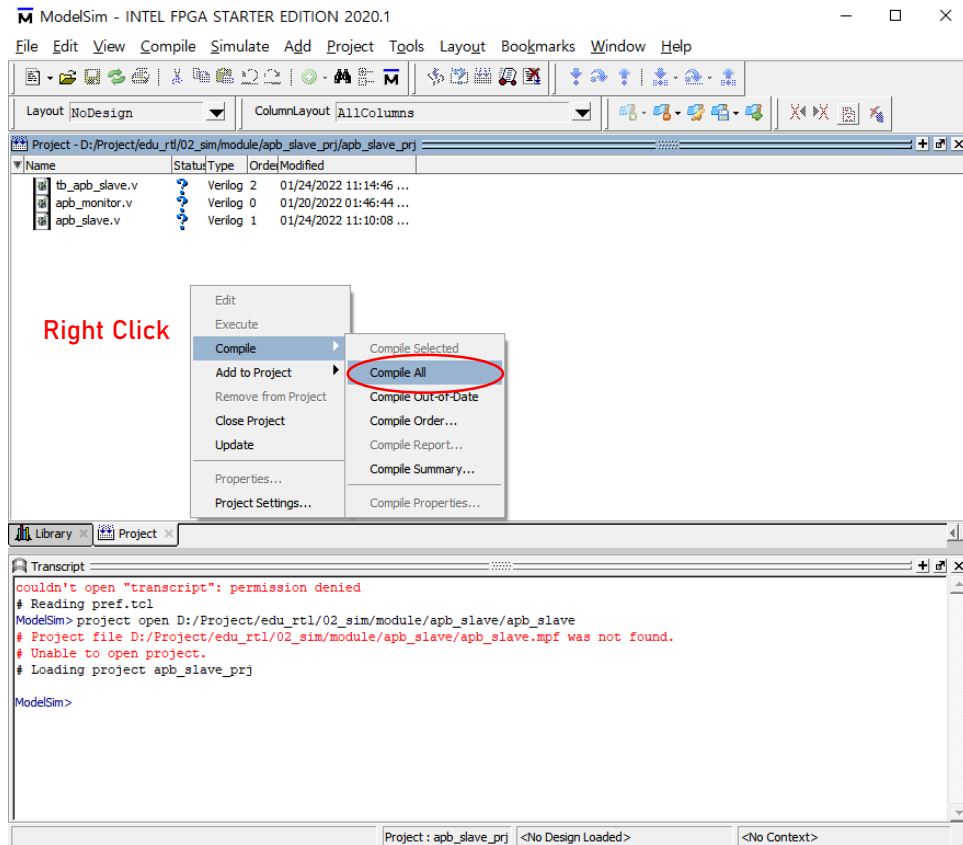 ModelSim - INTEL FPGA STARTER EDITION 2020.1
File Edit View Compile Simulate Add Project Tools Layout Bookmarks Window Help
Layout NoDesign ColumnLayout AllColumns
Project - D:/Project/edu_rtl/02_sim/module/apb_slave_prj/apb_slave_prj
Name Status Type Order Modified
tb_apb_slave.v ? Verilog 2 01/24/2022 11:14:46 ...
apb_monitor.v ? Verilog 0 01/20/2022 01:46:44 ...
apb_slave.v ? Verilog 1 01/24/2022 11:10:08 ...
Right Click
Edit
Execute
Compile
Add to Project
Remove from Project
Close Project
Update
Properties...
Project Settings...
Compile Selected
Compile All
Compile Out-of-Date
Compile Order...
Compile Report...
Compile Summary...
Compile Properties...
Library Project
Transcript
couldn't open "transcript": permission denied
# Reading pref.tcl
ModelSim> project open D:/Project/edu_rtl/02_sim/module/apb_slave/apb_slave
# Project file D:/Project/edu_rtl/02_sim/module/apb_slave/apb_slave.mpf was not found.
# Unable to open project.
# Loading project apb_slave_prj
ModelSim>
Project : apb_slave_prj <No Design Loaded> <No Context>